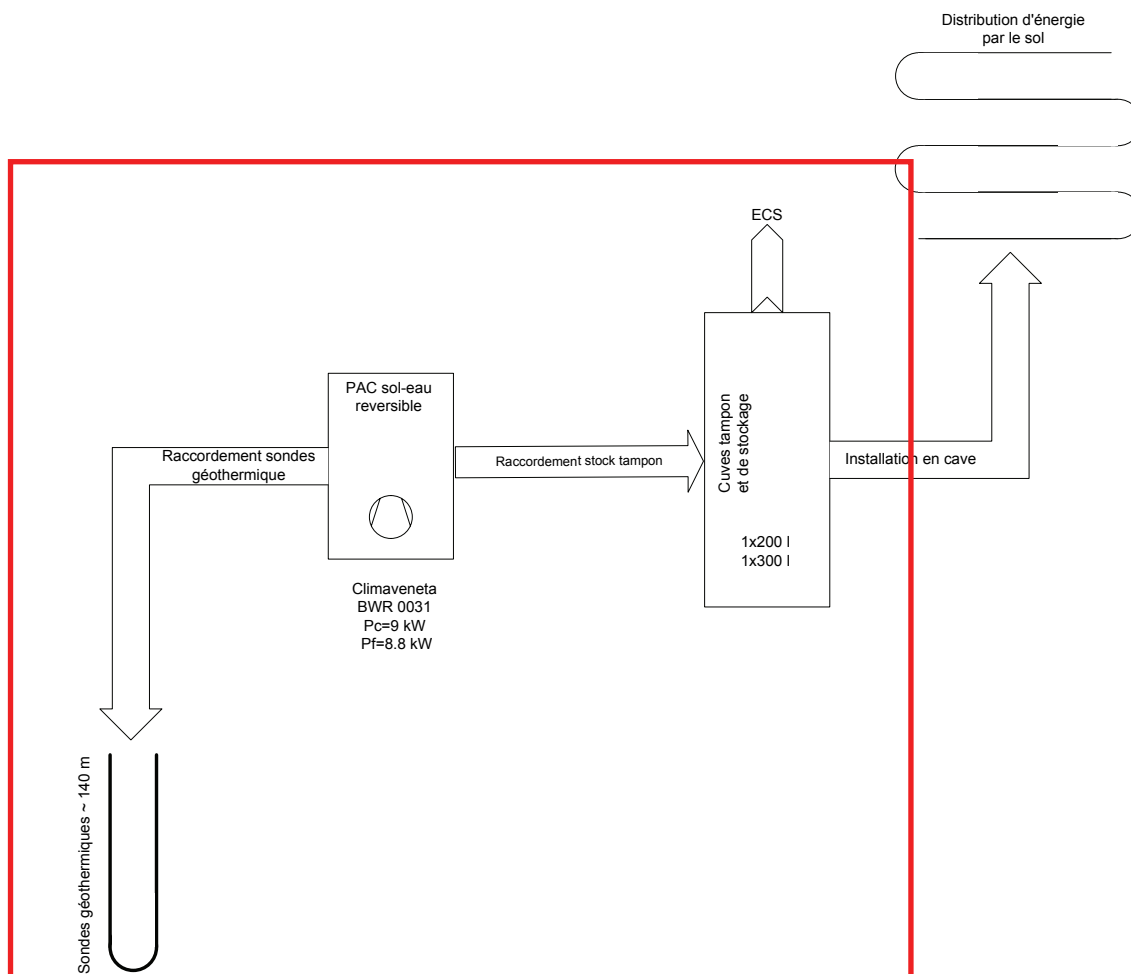 Distribution d'énergie
par le sol
ECS
PAC sol-eau
reversible
Raccordement sondes
géothermique
Raccordement stock tampon
Cuves tampon
et de stockage
Installation en cave
1x200 l
1x300 l
Climaveneta
BWR 0031
Pc=9 kW
Pf=8.8 kW
Sondes géothermiques ~ 140 m